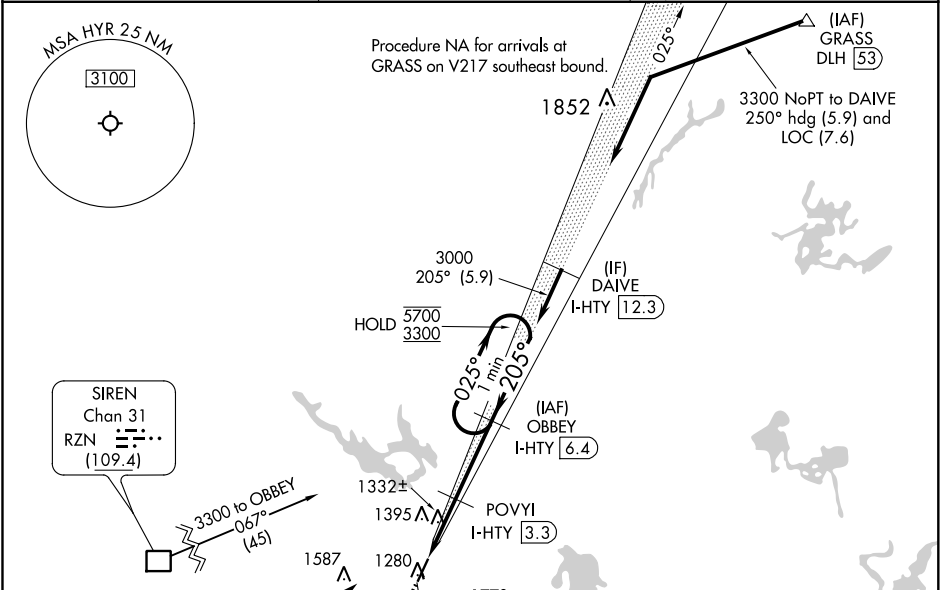 MSA HYR 25 NM
3100
Procedure NA for arrivals at
GRASS on V217 southeast bound.
025°
(IAF)
GRASS
DLH 53
1852
3300 NoPT to DAIVE
250° hdg (5.9) and
LOC (7.6)
3000
205° (5.9)
(IF)
DAIVE
I-HTY 12.3
HOLD 5700
3300
025°
1 min
205°
(IAF)
OBBEY
I-HTY 6.4
SIREN
Chan 31
RZN
(109.4)
3300 to OBBEY
067°
(45)
1332±
1395
POVYI
I-HTY 3.3
1587
1280